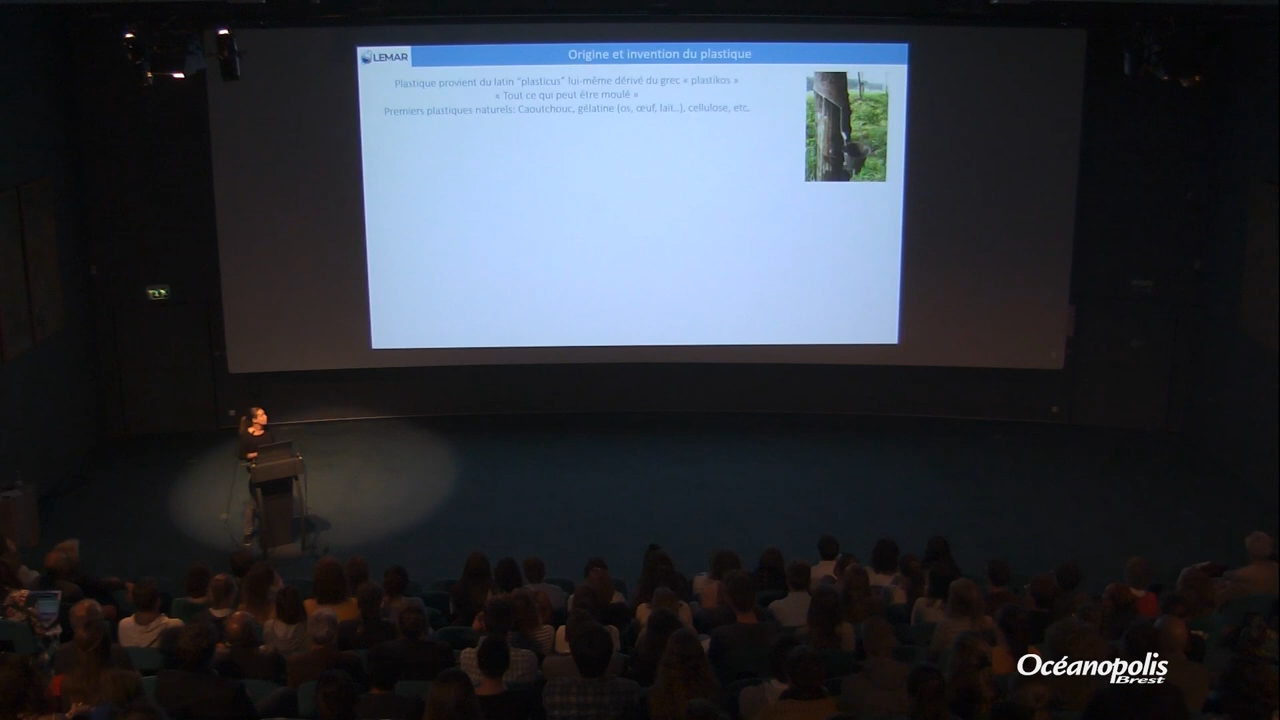 LEMAR
Origine et invention du plastique
Plastique provient du latin "plasticus" lui-même dérivé du grec « plastikos »
« Tout ce qui peut être moulé »
Premiers plastiques naturels: Caoutchouc, gélatine (os, œuf, lait..), cellulose, etc.
Océanopolis
Brest